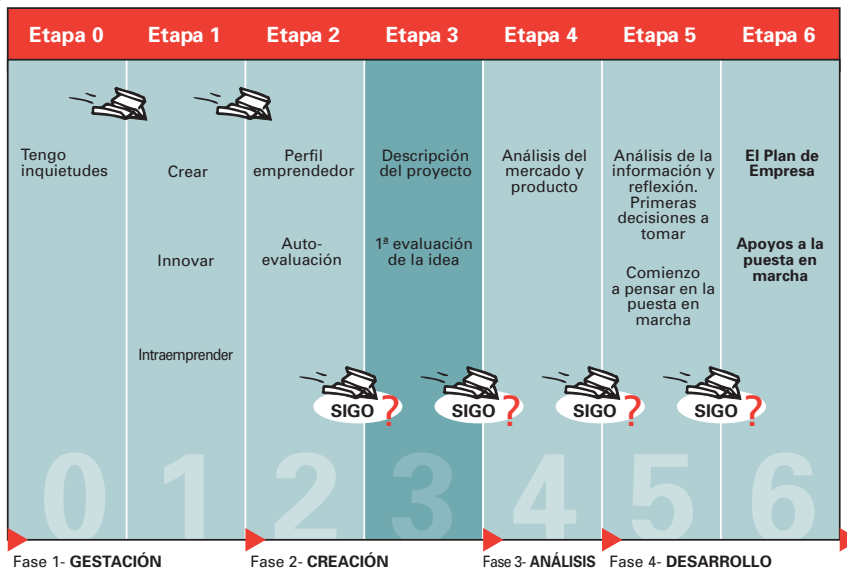 Etapa 0
Etapa 1
Etapa 2
Etapa 3
Etapa 4
Etapa 5
Etapa 6
Tengo
inquietudes
Crear
Innovar
Intraemprender
Perfil
emprendedor
Auto-
evaluación
Descripción
del proyecto
1ª evaluación
de la idea
Análisis del
mercado y
producto
Análisis de la
información y
reflexión.
Primeras
decisiones a
tomar
Comienzo
a pensar en la
puesta en
marcha
El Plan de
Empresa
Apoyos a la
puesta en
marcha
SIGO ?
SIGO ?
SIGO ?
SIGO ?
0
1
2
3
4
5
6
Fase 1- GESTACIÓN
Fase 2- CREACIÓN
Fase 3- ANÁLISIS
Fase 4- DESARROLLO